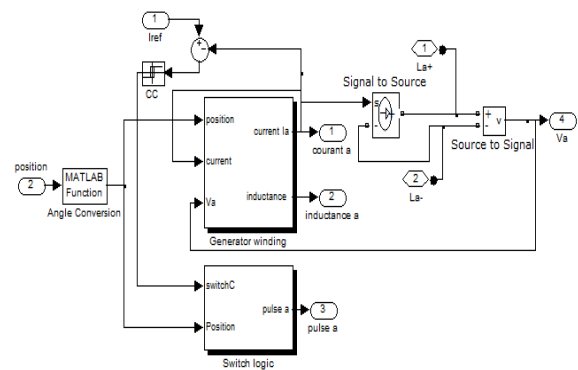 1
Iref
+
-
CC
1
La+
Signal to Source
s
-
+
-
v
4
Va
Source to Signal
2
La-
position
2
MATLAB
Function
Angle Conversion
position
current Ia
1
courant a
current
inductance
2
inductance a
Va
Generator winding
switchC
pulse a
3
pulse a
Position
Switch logic